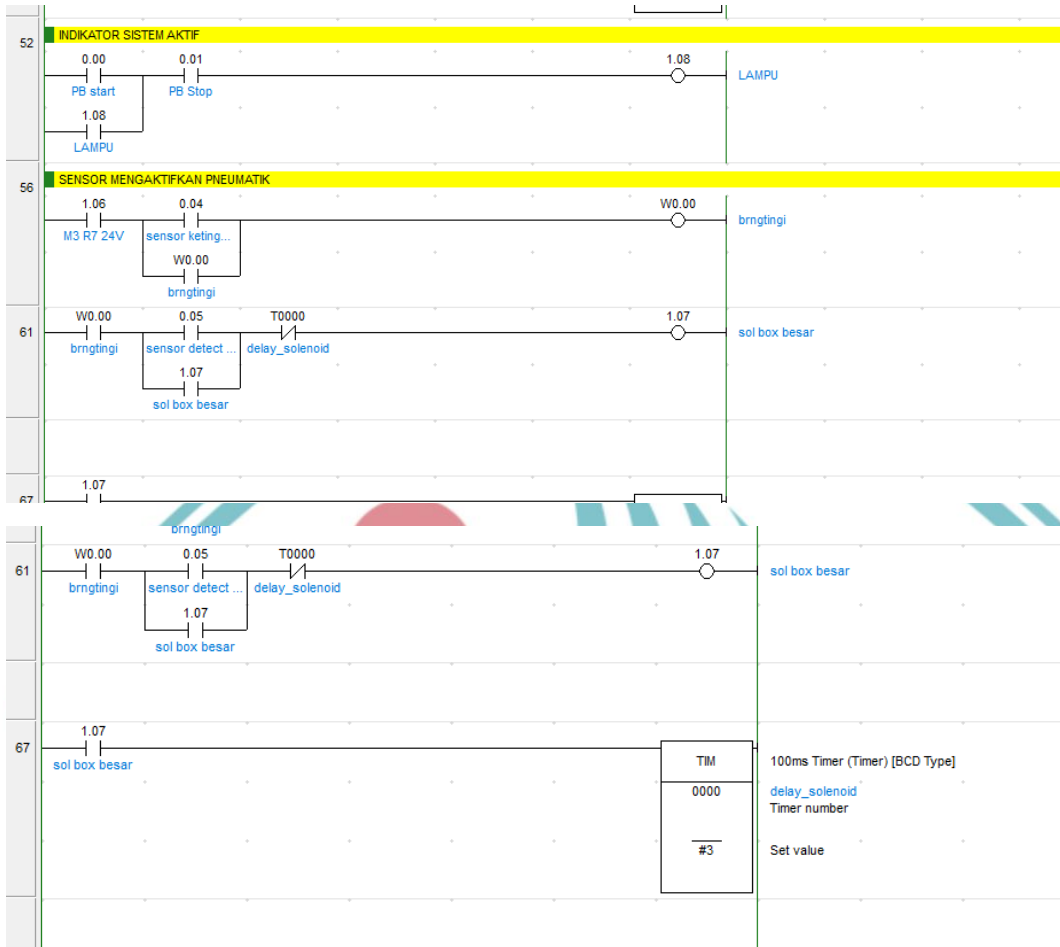 52
INDIKATOR SISTEM AKTIF
0.00 0.01 1.08
PB start PB Stop LAMPU
1.08
LAMPU
56
SENSOR MENGAKTIFKAN PNEUMATIK
1.06 0.04 W0.00
M3 R7 24V sensor keting... brngtingi
W0.00
brngtingi
61
W0.00 0.05 T0000 1.07
brngtingi sensor detect ... delay_solenoid sol box besar
1.07
sol box besar
67
1.07
brngtingi
61
W0.00 0.05 T0000 1.07
brngtingi sensor detect ... delay_solenoid sol box besar
1.07
sol box besar
67
1.07
sol box besar
TIM 100ms Timer (Timer) [BCD Type]
0000 delay_solenoid
Timer number
#3 Set value